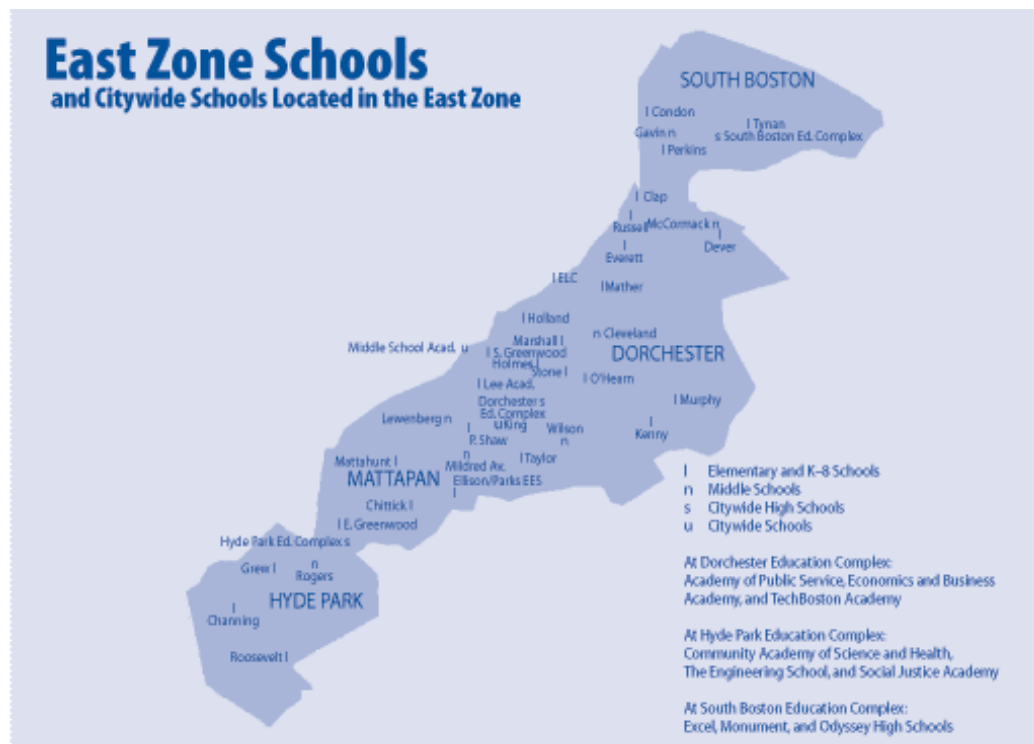 East Zone Schools
and Citywide Schools Located in the East Zone
SOUTH BOSTON
l Condon
l Tynan
Gavin n
s South Boston Ed. Complex
l Perkins
l Clap
l
Russell
McCormack n
l
Dever
l
Everett
l ELC
l Mather
l Holland
n Cleveland
Marshall l
Middle School Acad. u
l S. Greenwood
DORCHESTER
Holmes l
Stone l
l O'Hearn
l Lee Acad.
Dorchester s
Ed. Complex
l Murphy
Lewenberg n
u King
l
Kenny
l
P. Shaw
Wilson
n
n
Mildred Av.
l Taylor
Mattahunt l
MATTAPAN
Ellison/Parks EES
l
Chittick l
l E. Greenwood
Hyde Park Ed. Complex s
Grew l
n
Rogers
HYDE PARK
l
Channing
Roosevelt l
l Elementary and K–8 Schools
n Middle Schools
s Citywide High Schools
u Citywide Schools
At Dorchester Education Complex:
Academy of Public Service, Economics and Business
Academy, and TechBoston Academy
At Hyde Park Education Complex:
Community Academy of Science and Health,
The Engineering School, and Social Justice Academy
At South Boston Education Complex:
Excel, Monument, and Odyssey High Schools